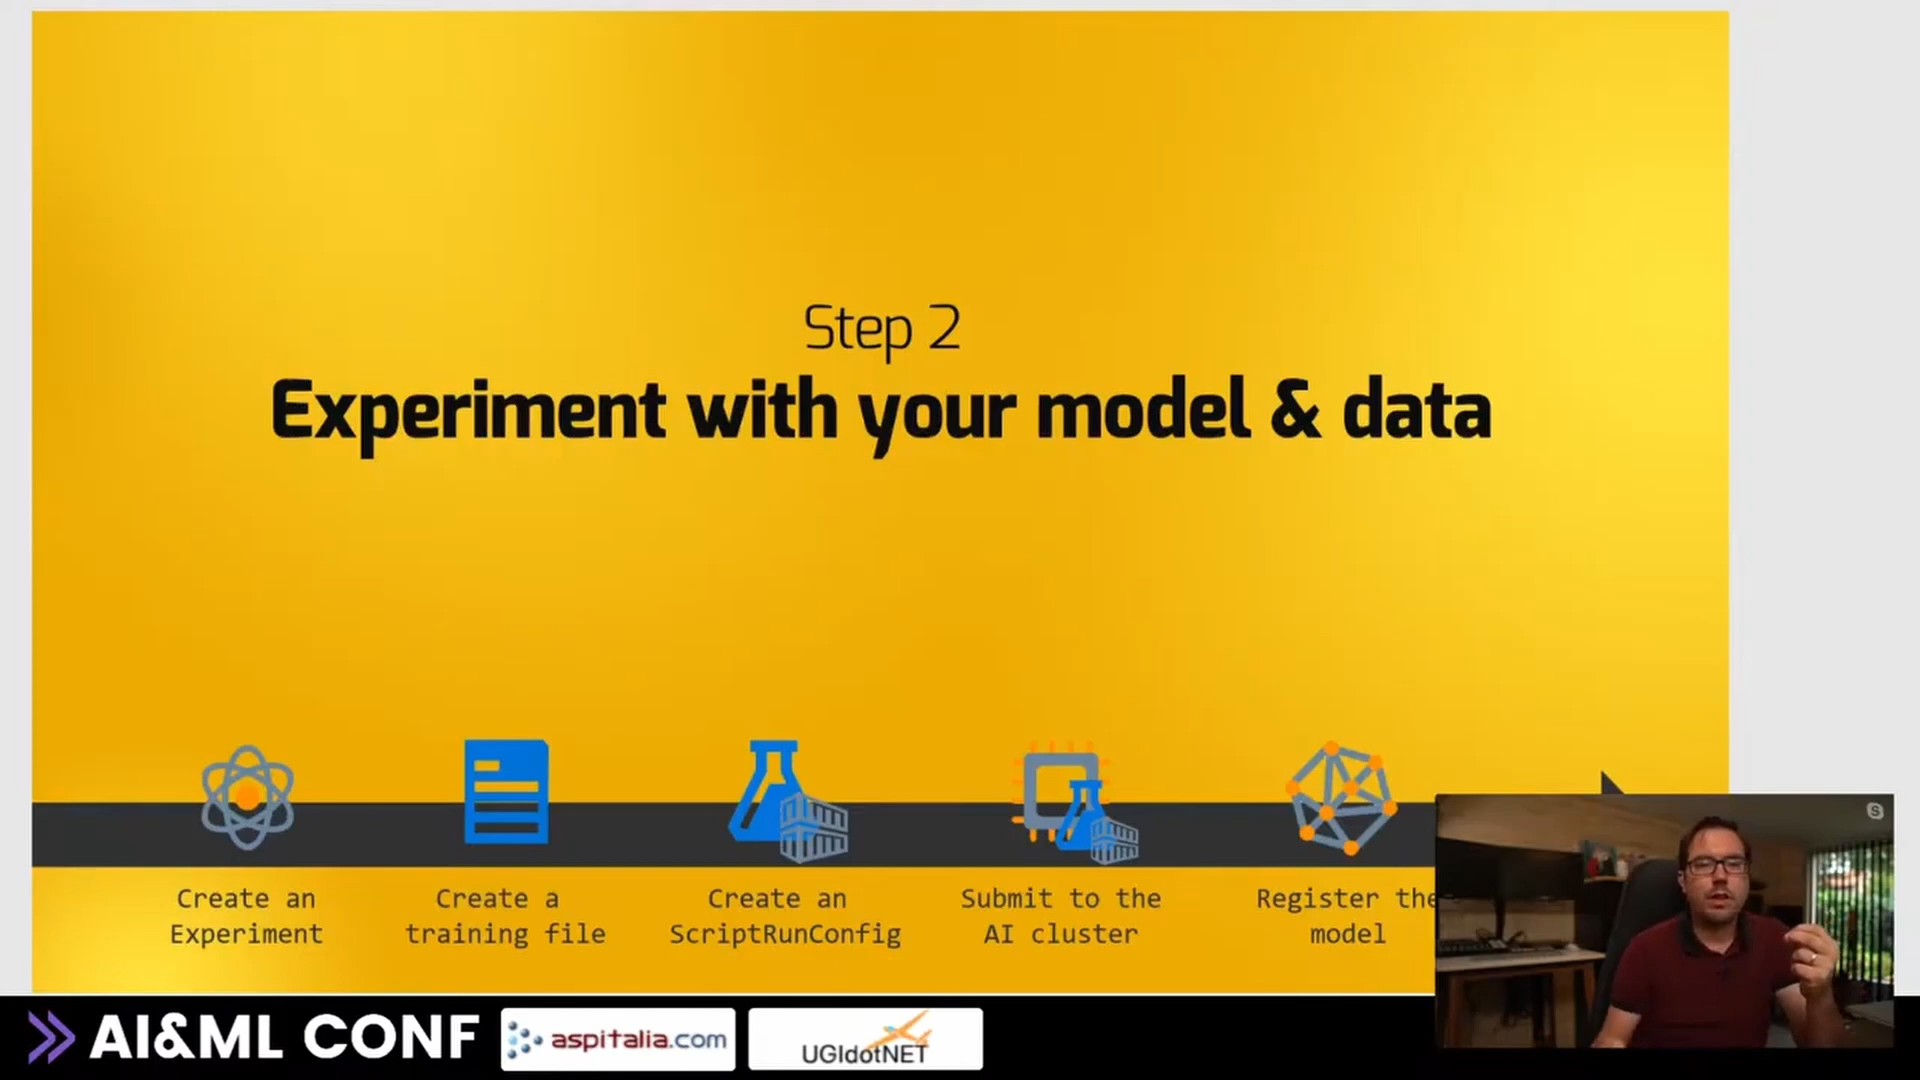 Step 2
Experiment with your model & data
Create an
Experiment
Create a
training file
Create an
ScriptRunConfig
Submit to the
AI cluster
Register the
model
AI&ML CONF
aspitalia.com
UGIdotNET